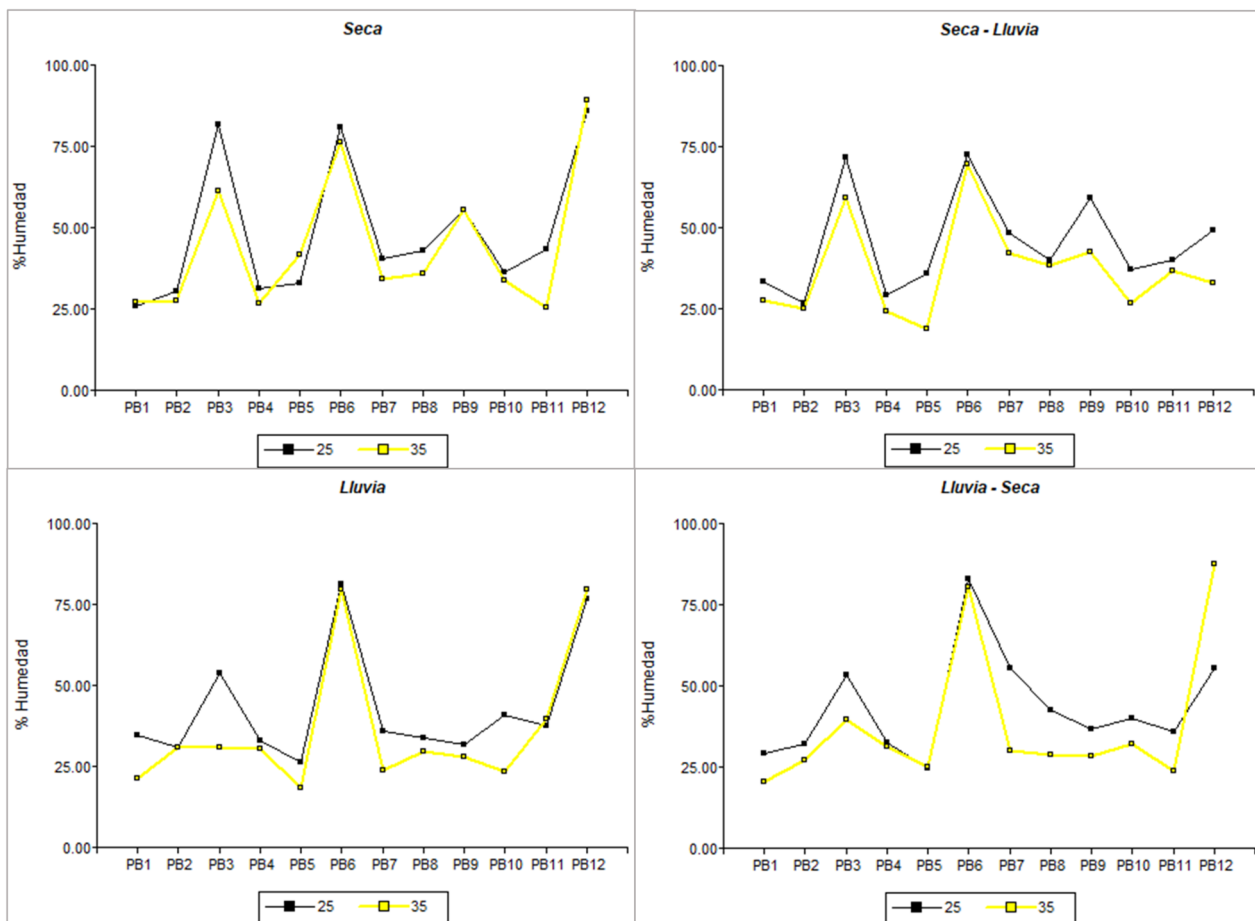 Seca
100.00
75.00
50.00
25.00
0.00
%Humedad
PB1 PB2 PB3 PB4 PB5 PB6 PB7 PB8 PB9 PB10 PB11 PB12
25 35
Seca - Lluvia
100.00
75.00
50.00
25.00
0.00
% Humedad
PB1 PB2 PB3 PB4 PB5 PB6 PB7 PB8 PB9 PB10 PB11 PB12
25 35
Lluvia
100.00
75.00
50.00
25.00
0.00
% Humedad
PB1 PB2 PB3 PB4 PB5 PB6 PB7 PB8 PB9 PB10 PB11 PB12
25 35
Lluvia - Seca
100.00
75.00
50.00
25.00
0.00
%Humedad
PB1 PB2 PB3 PB4 PB5 PB6 PB7 PB8 PB9 PB10 PB11 PB12
25 35